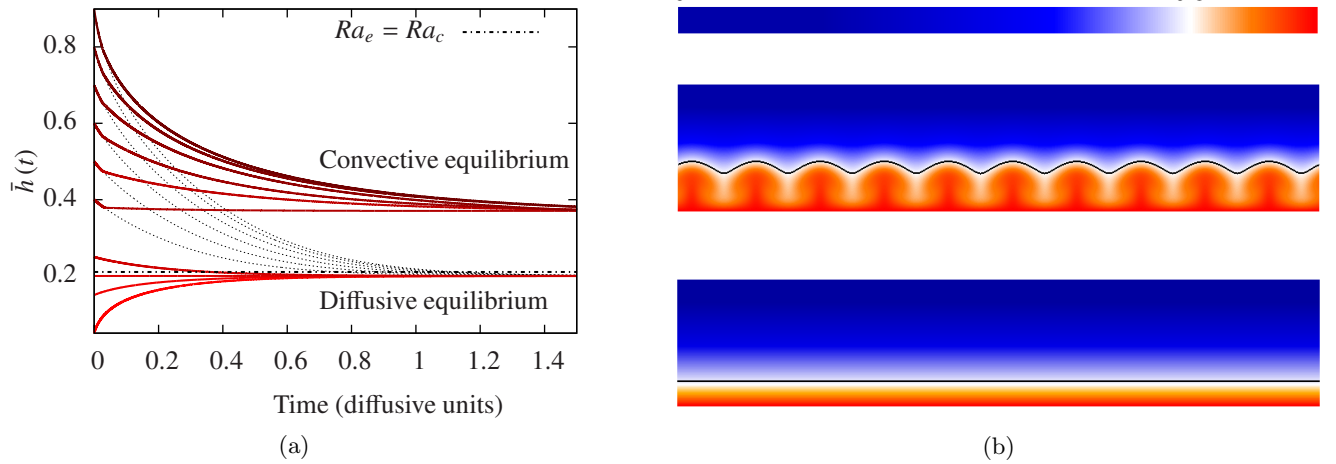 0.8
0.6
0.4
0.2
h̄(t)
Ra_e = Ra_c
Convective equilibrium
Diffusive equilibrium
0 0.2 0.4 0.6 0.8 1 1.2 1.4
Time (diffusive units)
(a)
(b)